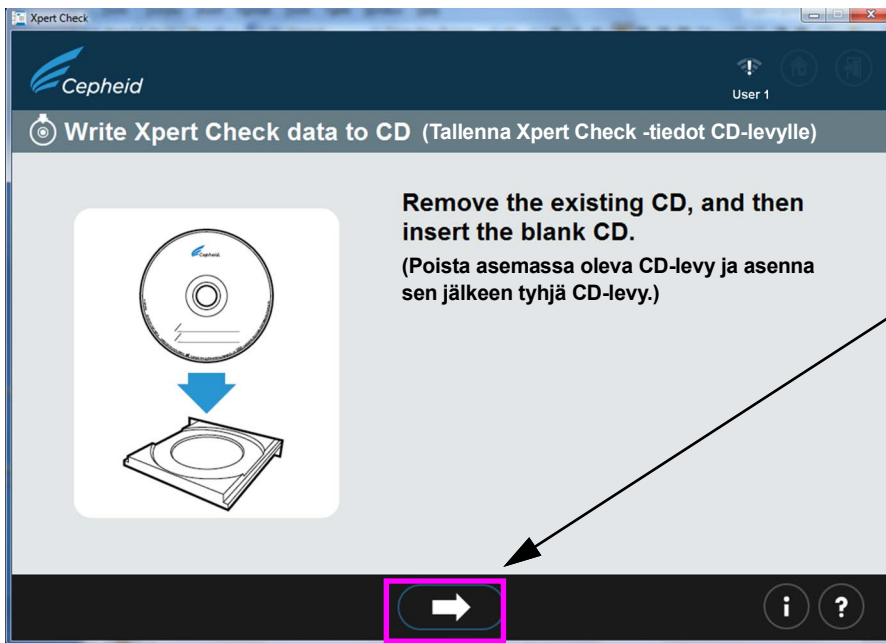 Xpert Check
Cepheid
User 1
Write Xpert Check data to CD (Tallenna Xpert Check -tiedot CD-levylle)
Cepheid
Remove the existing CD, and then
insert the blank CD.
(Poista asemassa oleva CD-levy ja asenna
sen jälkeen tyhjä CD-levy.)
i ?